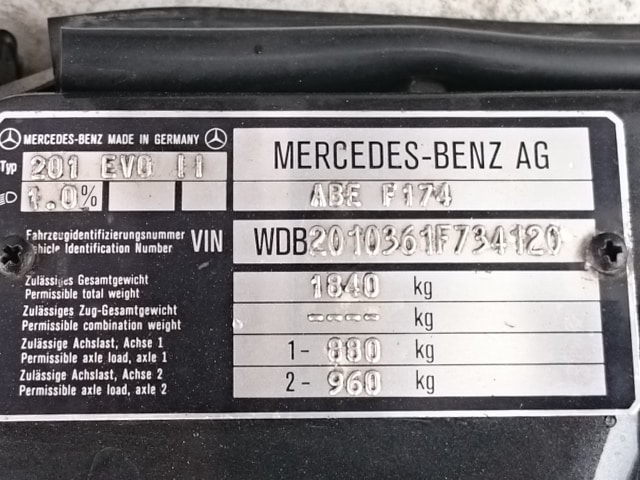 MERCEDES-BENZ MADE IN GERMANY
Typ 201 EVO II
MERCEDES-BENZ AG
1.0%
ABE F174
Fahrzeugidentifizierungsnummer
Vehicle Identification Number
VIN WDB2010361F734120
Zulässiges Gesamtgewicht
Permissible total weight
1840 kg
Zulässiges Zug-Gesamtgewicht
Permissible combination weight
---- kg
Zulässige Achslast, Achse 1
Permissible axle load, axle 1
1- 880 kg
Zulässige Achslast, Achse 2
Permissible axle load, axle 2
2- 960 kg